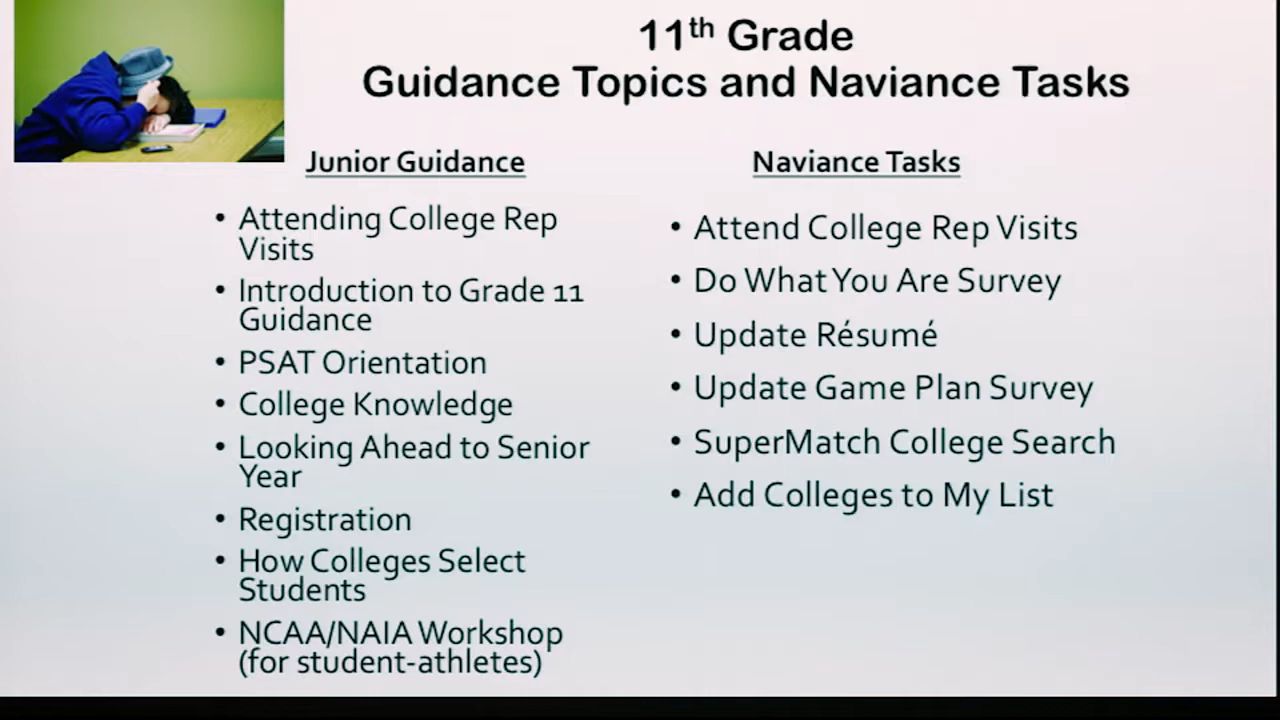 11th Grade
Guidance Topics and Naviance Tasks
Junior Guidance
• Attending College Rep
Visits
• Introduction to Grade 11
Guidance
• PSAT Orientation
• College Knowledge
• Looking Ahead to Senior
Year
• Registration
• How Colleges Select
Students
• NCAA/NAIA Workshop
(for student-athletes)
Naviance Tasks
• Attend College Rep Visits
• Do What You Are Survey
• Update Résumé
• Update Game Plan Survey
• SuperMatch College Search
• Add Colleges to My List